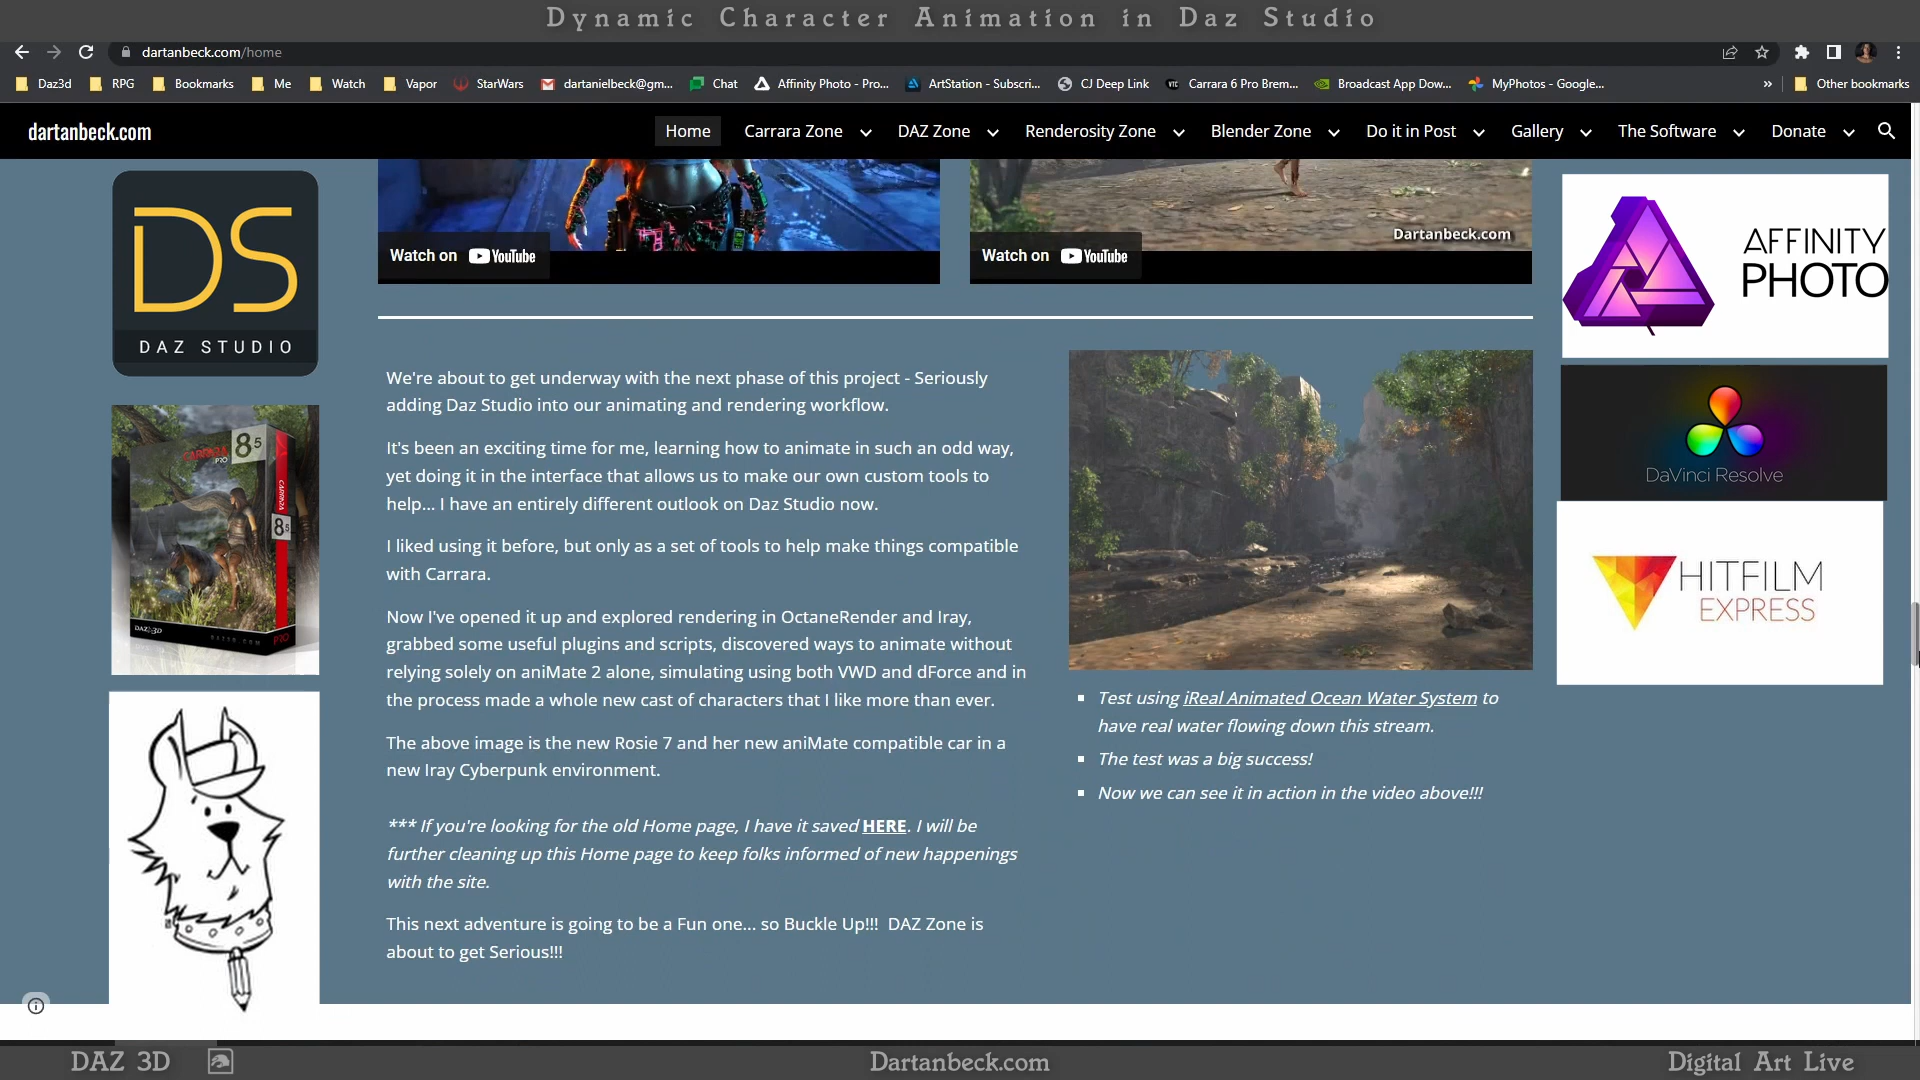 Dynamic Character Animation in Daz Studio
dartanbeck.com/home
Daz3d RPG Bookmarks Me Watch Vapor StarWars dartanielbeck@gm... Chat Affinity Photo - Pro... ArtStation - Subscri... CJ Deep Link Carrara 6 Pro Brem... Broadcast App Dow... MyPhotos - Google... » Other bookmarks
dartanbeck.com Home Carrara Zone DAZ Zone Renderosity Zone Blender Zone Do it in Post Gallery The Software Donate
DS
DAZ STUDIO
Watch on YouTube
Dartanbeck.com
Watch on YouTube
AFFINITY
PHOTO
We're about to get underway with the next phase of this project - Seriously
adding Daz Studio into our animating and rendering workflow.
It's been an exciting time for me, learning how to animate in such an odd way,
yet doing it in the interface that allows us to make our own custom tools to
help... I have an entirely different outlook on Daz Studio now.
I liked using it before, but only as a set of tools to help make things compatible
with Carrara.
Now I've opened it up and explored rendering in OctaneRender and Iray,
grabbed some useful plugins and scripts, discovered ways to animate without
relying solely on aniMate 2 alone, simulating using both VWD and dForce and in
the process made a whole new cast of characters that I like more than ever.
The above image is the new Rosie 7 and her new aniMate compatible car in a
new Iray Cyberpunk environment.
*** If you're looking for the old Home page, I have it saved HERE. I will be
further cleaning up this Home page to keep folks informed of new happenings
with the site.
This next adventure is going to be a Fun one... so Buckle Up!!! DAZ Zone is
about to get Serious!!!
CARRARA
PRO
85
CARRARA
85
DAZ 3D
PRO
Test using iReal Animated Ocean Water System to
have real water flowing down this stream.
The test was a big success!
Now we can see it in action in the video above!!!
DaVinci Resolve
HITFILM
EXPRESS
DAZ 3D Dartanbeck.com Digital Art Live